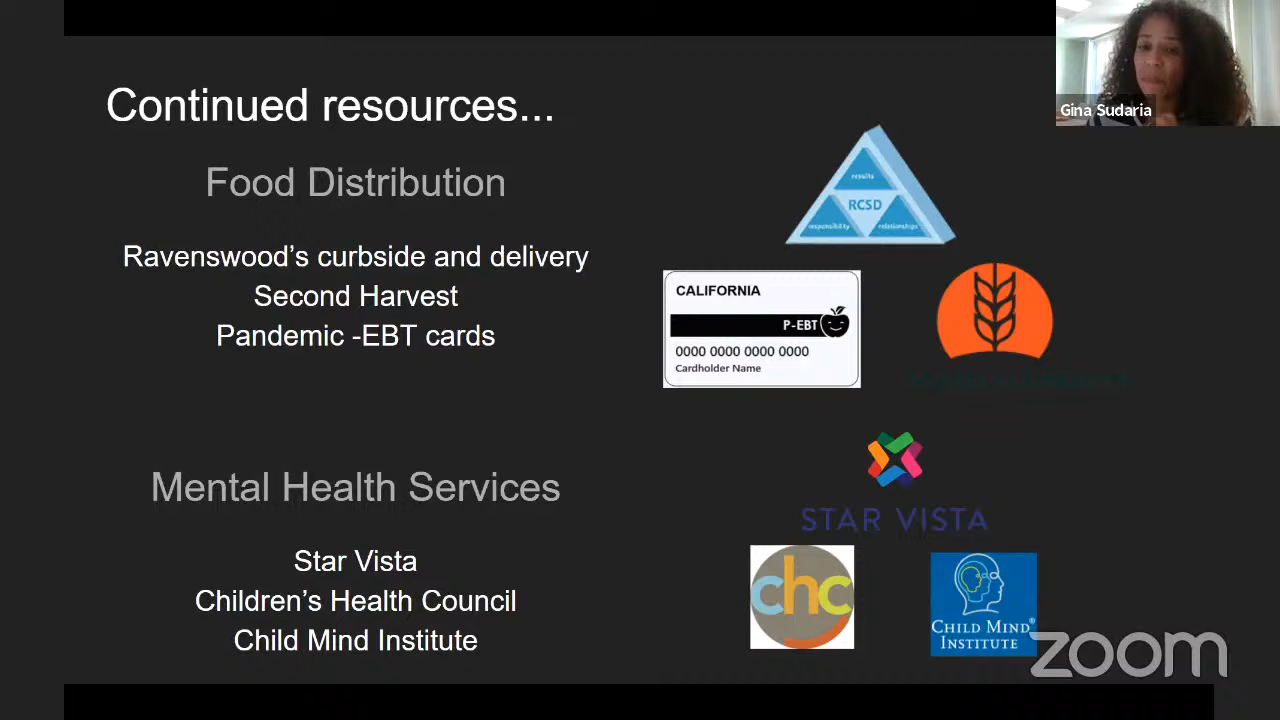 Continued resources...
Gina Sudaria
Food Distribution
Ravenswood’s curbside and delivery
Second Harvest
Pandemic -EBT cards
results
RCSD
responsibility
relationships
CALIFORNIA
P-EBT
0000 0000 0000 0000
Cardholder Name
Mental Health Services
Star Vista
Children’s Health Council
Child Mind Institute
STAR VISTA
chc
CHILD MIND®
INSTITUTE
zoom